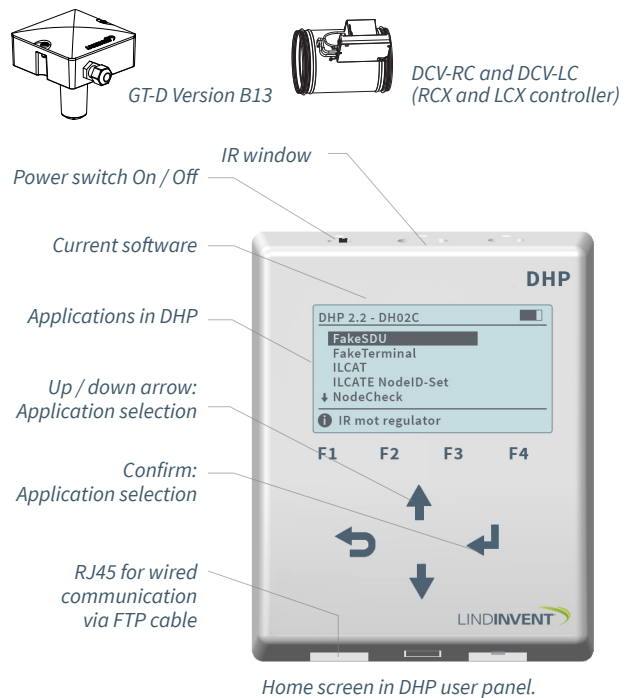 GT-D Version B13
DCV-RC and DCV-LC
(RCX and LCX controller)
IR window
Power switch On / Off
Current software
DHP
Applications in DHP
DHP 2.2 - DH02C
FakeSDU
FakeTerminal
ILCAT
ILCATE NodeID-Set
NodeCheck
IR mot regulator
Up / down arrow:
Application selection
F1 F2 F3 F4
Confirm:
Application selection
RJ45 for wired
communication
via FTP cable
LINDINVENT
Home screen in DHP user panel.